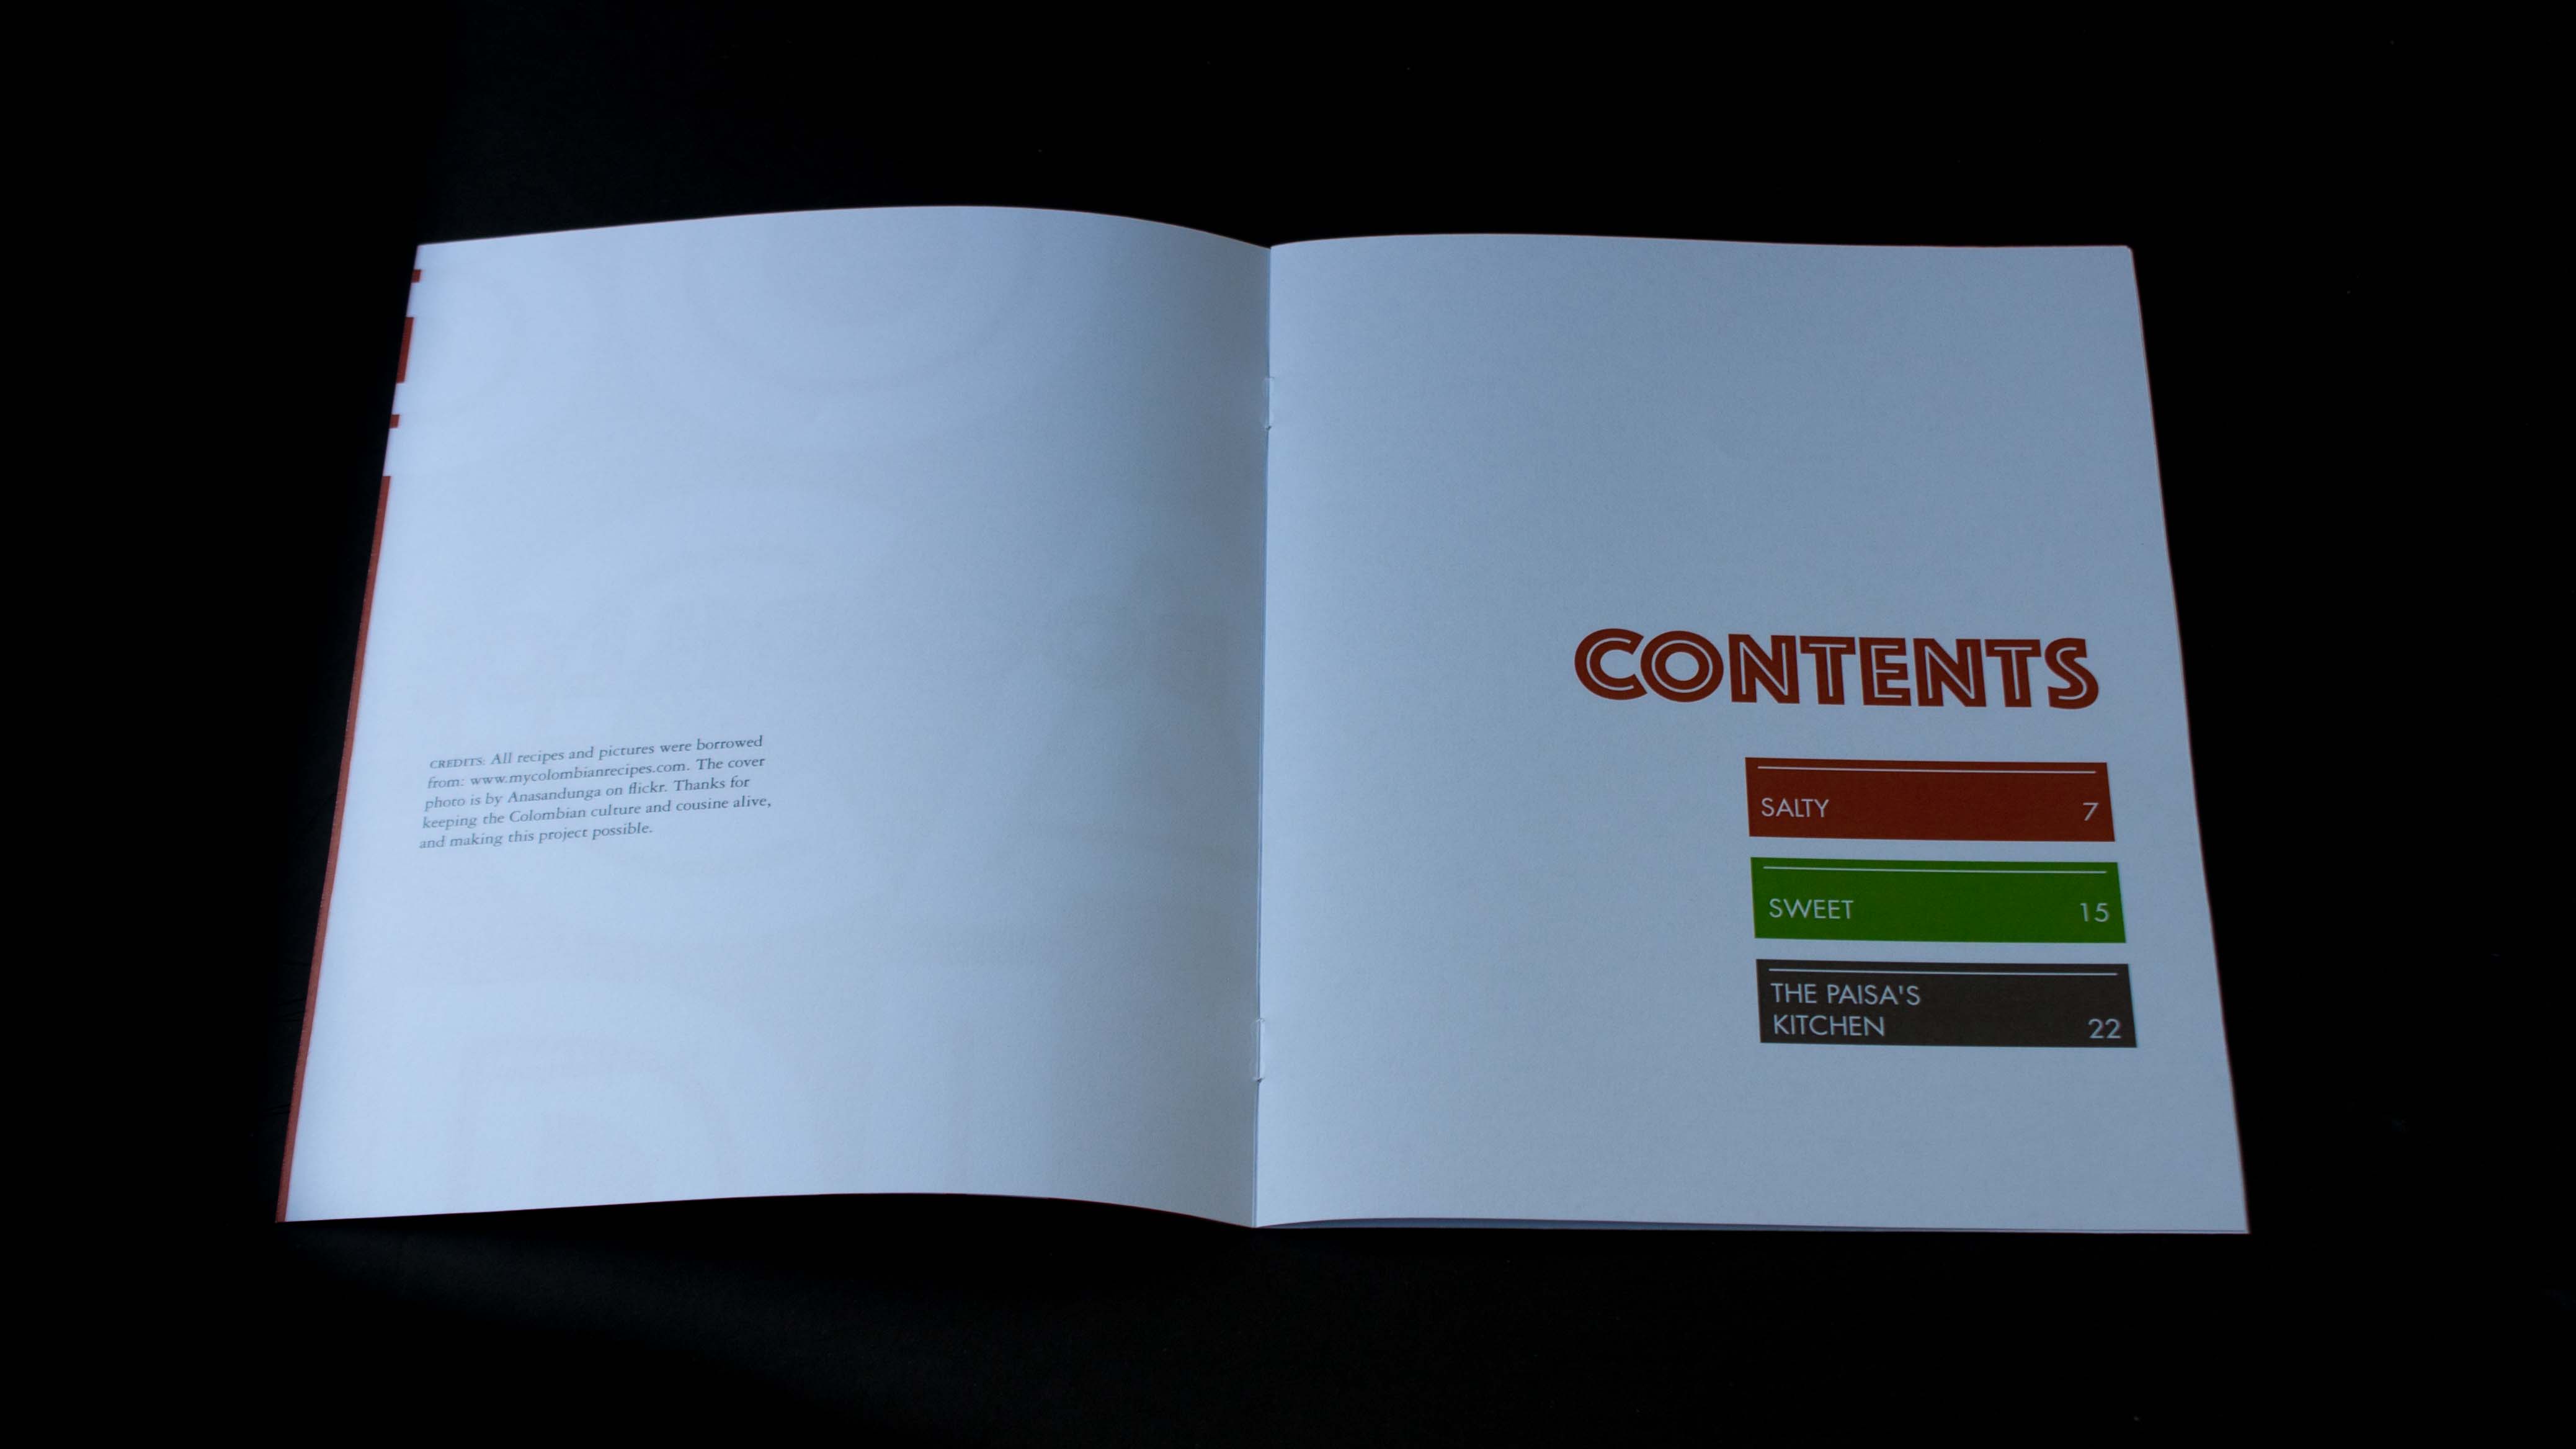 CREDITS: All recipes and pictures were borrowed
from: www.mycolombianrecipes.com. The cover
photo is by Anasandunga on flickr. Thanks for
keeping the Colombian culture and cousine alive,
and making this project possible.
CONTENTS
SALTY 7
SWEET 15
THE PAISA'S
KITCHEN 22